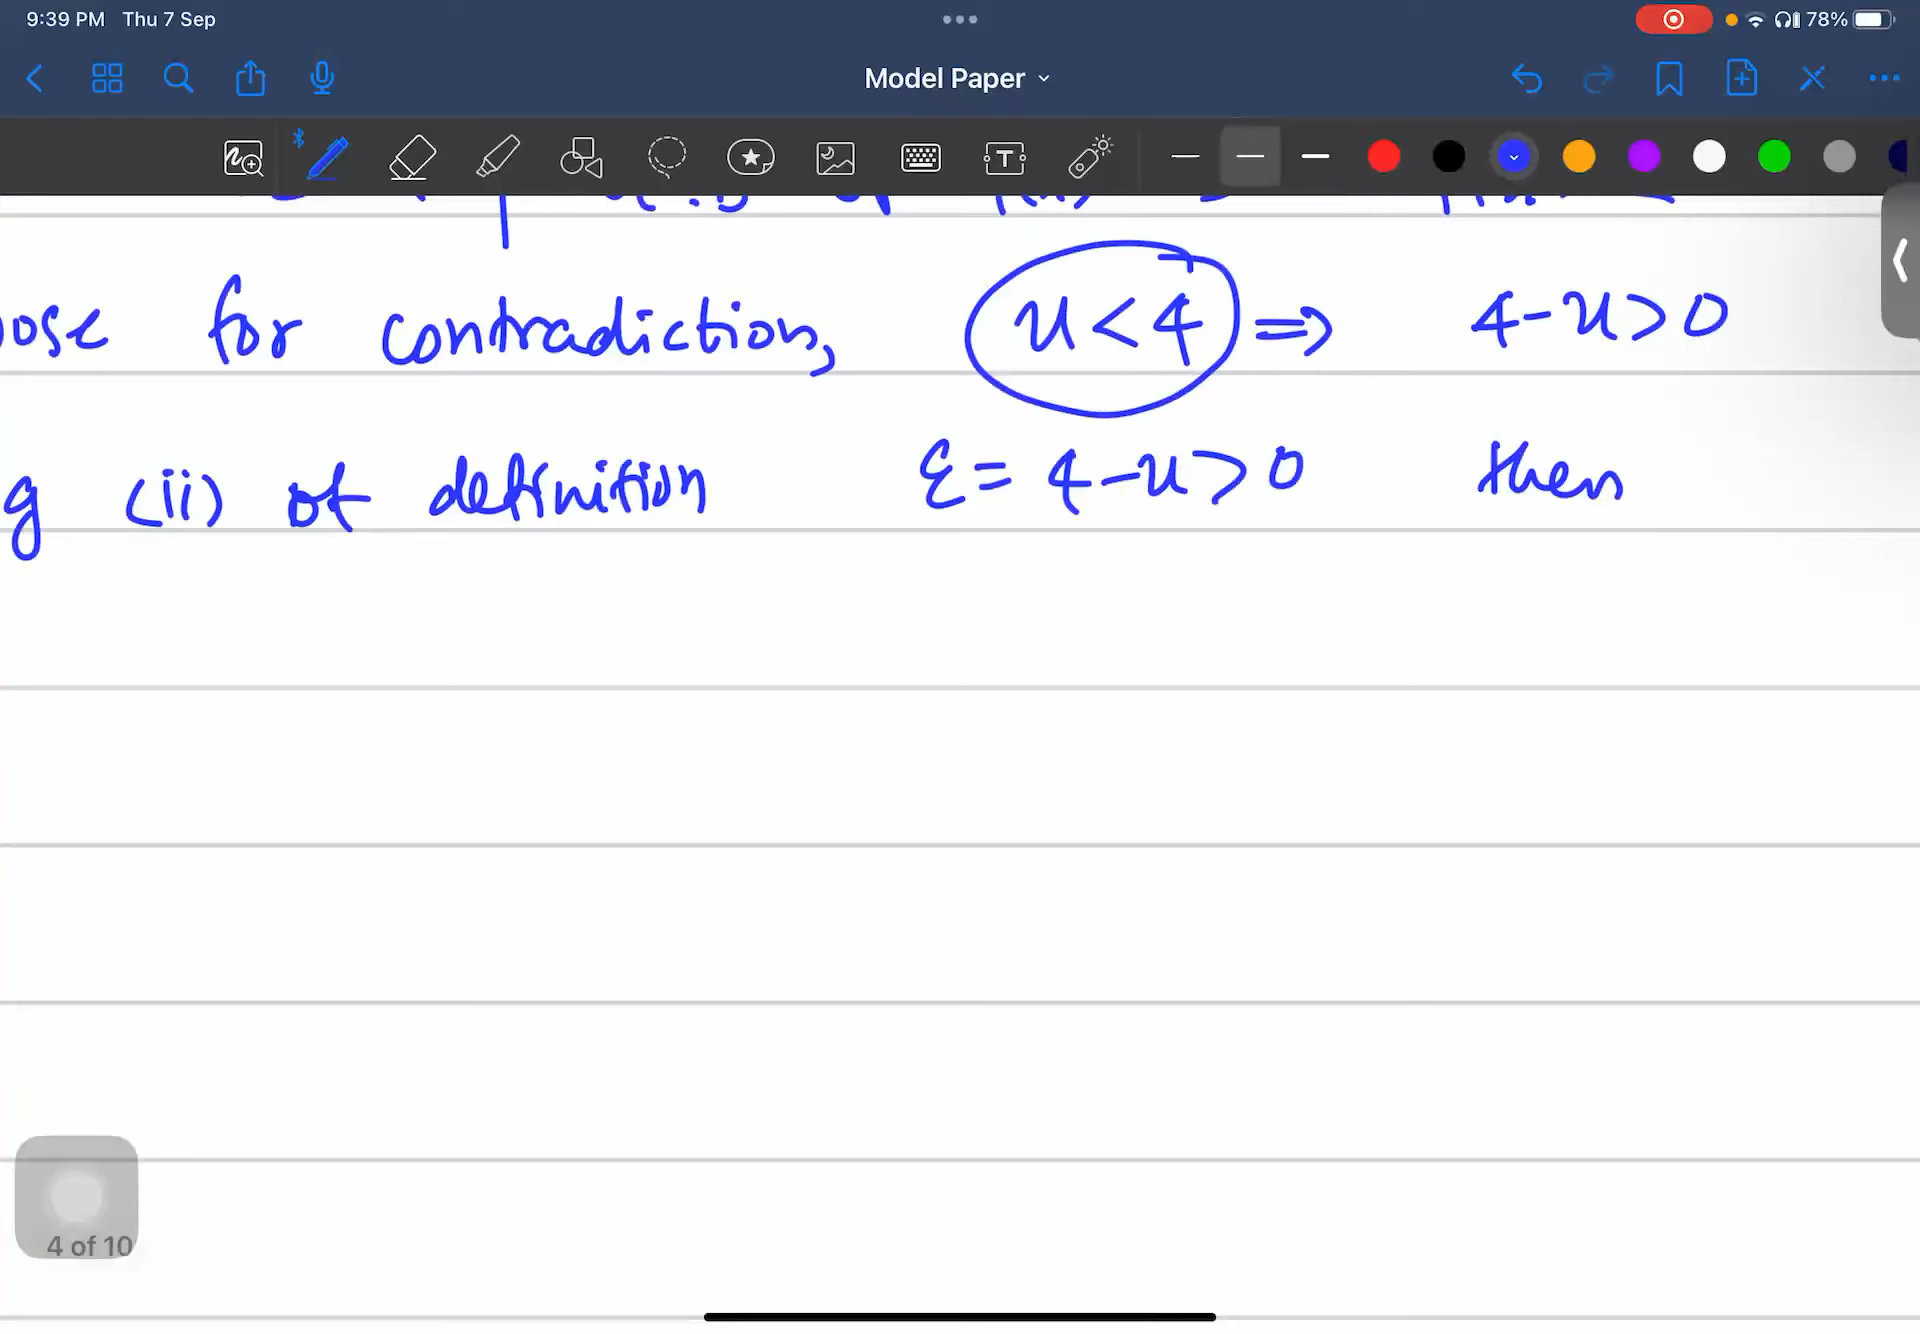 9:39 PM Thu 7 Sep
78%
Model Paper
T
for contradiction, u < 4 ⇒ 4-u>0
g (ii) of definition ε = 4-u>0 then
4 of 10